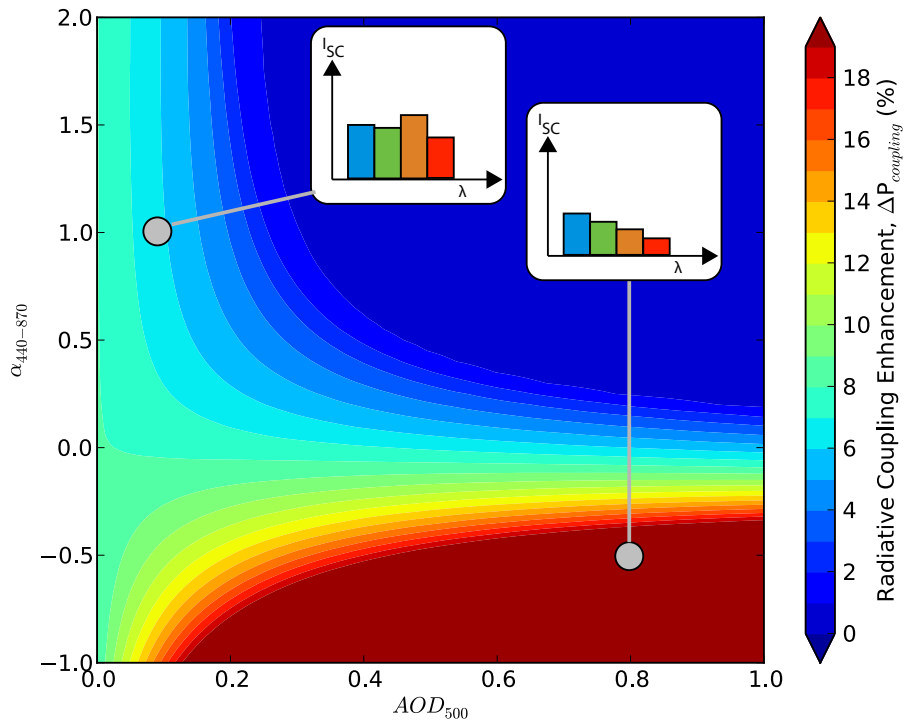 2.0
1.5
1.0
0.5
0.0
−0.5
−1.0
α440−870
0.0 0.2 0.4 0.6 0.8 1.0
AOD500
ISC
λ
ISC
λ
18
16
14
12
10
8
6
4
2
0
Radiative Coupling Enhancement, ΔPcoupling (%)